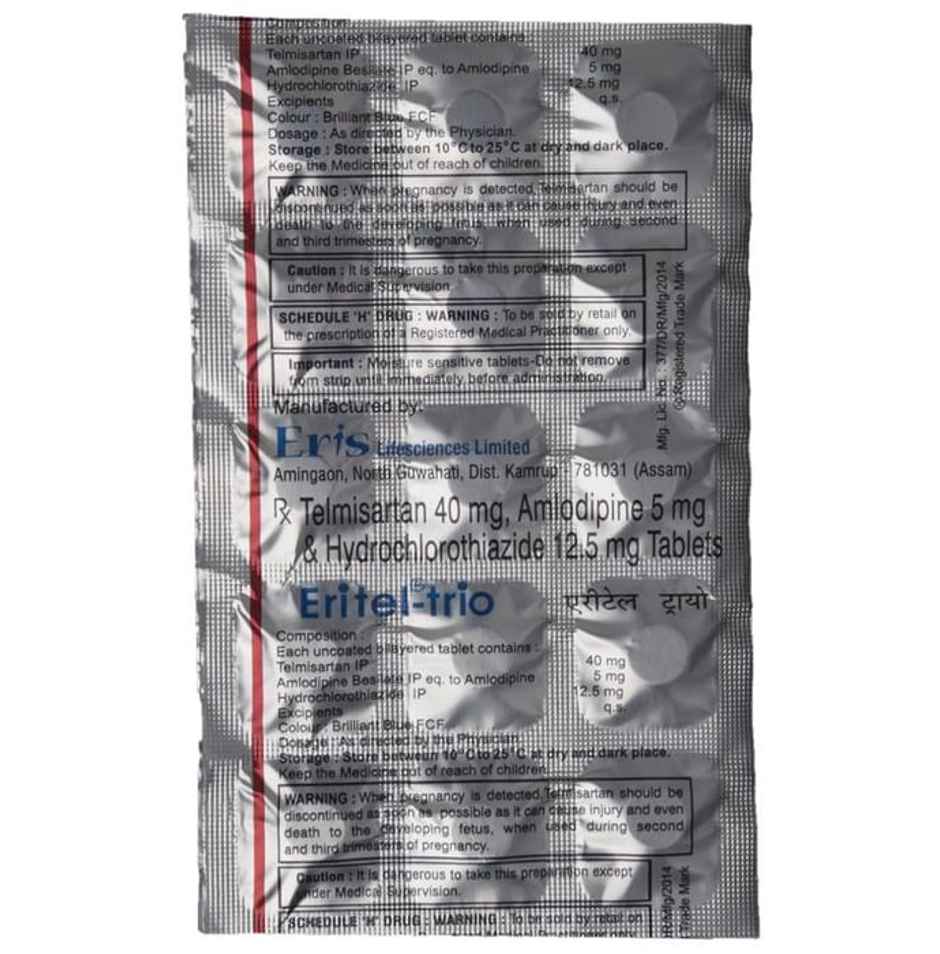 Composition:
Each uncoated bilayered tablet contains :
Telmisartan IP 40 mg
Amlodipine Besilate IP eq. to Amlodipine 5 mg
Hydrochlorothiazide IP 12.5 mg
Excipients q.s.
Colour : Brilliant Blue FCF
Dosage : As directed by the Physician.
Storage : Store between 10°C to 25°C at dry and dark place.
Keep the Medicine out of reach of children.
WARNING : When pregnancy is detected, Telmisartan should be
discontinued as soon as possible as it can cause injury and even
death to the developing fetus, when used during second
and third trimesters of pregnancy.
Caution : It is dangerous to take this preparation except
under Medical Supervision.
SCHEDULE 'H' DRUG : WARNING : To be sold by retail on
the prescription of a Registered Medical Practitioner only.
Important : Moisture sensitive tablets-Do not remove
from strip until immediately before administration.
Mfg. Lic No. : 377/DR/Mfg/2014
® Registered Trade Mark
Manufactured by:
Eris Lifesciences Limited
Amingaon, North Guwahati, Dist. Kamrup - 781031 (Assam)
Rx Telmisartan 40 mg, Amlodipine 5 mg
& Hydrochlorothiazide 12.5 mg Tablets
Eritel®-trio एरीटेल ट्रायो
Composition :
Each uncoated bilayered tablet contains :
Telmisartan IP 40 mg
Amlodipine Besilate IP eq. to Amlodipine 5 mg
Hydrochlorothiazide IP 12.5 mg
Excipients q.s.
Colour : Brilliant Blue FCF
Dosage : As directed by the Physician.
Storage : Store between 10°C to 25°C at dry and dark place.
Keep the Medicine out of reach of children.
WARNING : When pregnancy is detected, Telmisartan should be
discontinued as soon as possible as it can cause injury and even
death to the developing fetus, when used during second
and third trimesters of pregnancy.
Caution : It is dangerous to take this preparation except
under Medical Supervision.
SCHEDULE 'H' DRUG : WARNING : To be sold by retail on
R/Mfg/2014
Trade Mark